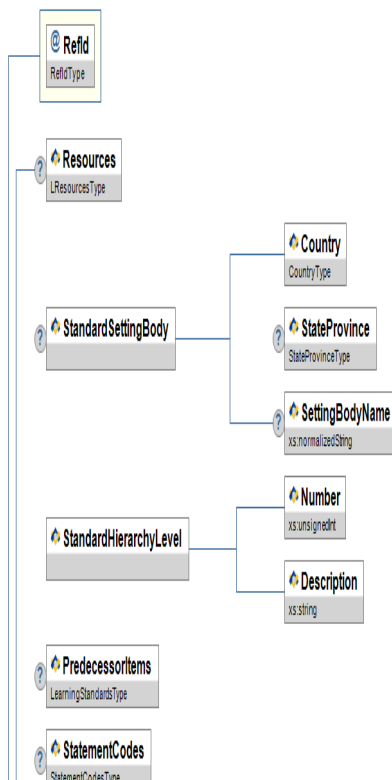 @ RefId
RefIdType
? Resources
LResourcesType
Country
CountryType
? StandardSettingBody
? StateProvince
StateProvinceType
? SettingBodyName
xs:normalizedString
Number
xs:unsignedInt
StandardHierarchyLevel
Description
xs:string
? PredecessorItems
LearningStandardsType
? StatementCodes
StatementCodesType